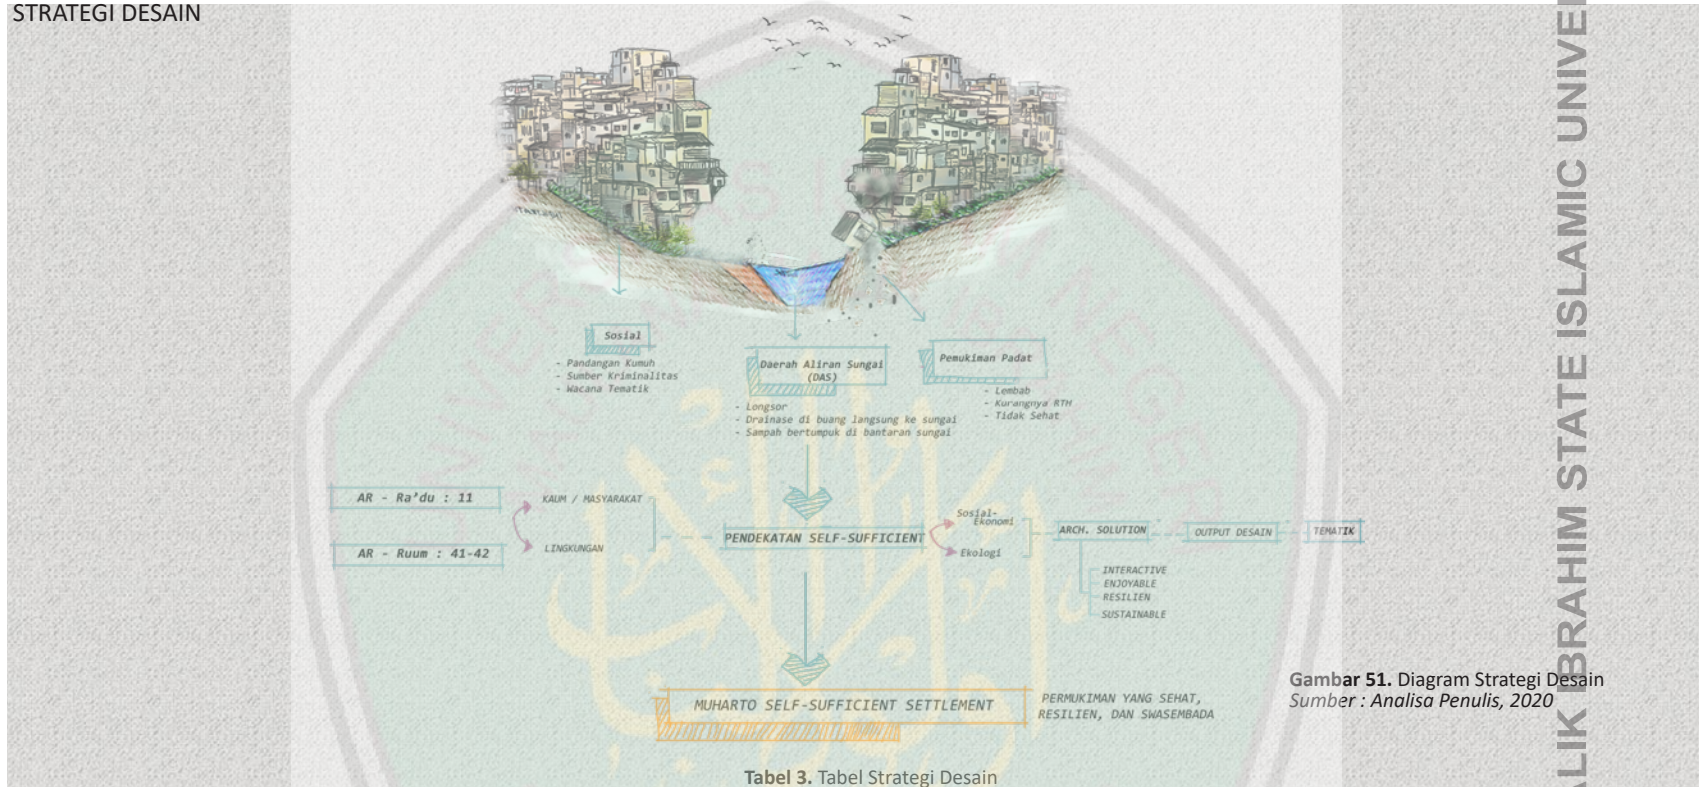 STRATEGI DESAIN
Sosial
- Pandangan Kumuh
- Sumber Kriminalitas
- Wacana Tematik
Daerah Aliran Sungai
(DAS)
- Longsor
- Drainase di buang langsung ke sungai
- Sampah bertumpuk di bantaran sungai
Pemukiman Padat
- Lembab
- Kurangnya RTH
- Tidak Sehat
AR - Ra'du : 11
AR - Ruum : 41-42
KAUM / MASYARAKAT
LINGKUNGAN
PENDEKATAN SELF-SUFFICIENT
Sosial-
Ekonomi
Ekologi
ARCH. SOLUTION
OUTPUT DESAIN
TEMATIK
INTERACTIVE
ENJOYABLE
RESILIEN
SUSTAINABLE
MUHARTO SELF-SUFFICIENT SETTLEMENT
PERMUKIMAN YANG SEHAT,
RESILIEN, DAN SWASEMBADA
Gambar 51. Diagram Strategi Desain
Sumber : Analisa Penulis, 2020
Tabel 3. Tabel Strategi Desain
ALIK IBRAHIM STATE ISLAMIC UNIVE